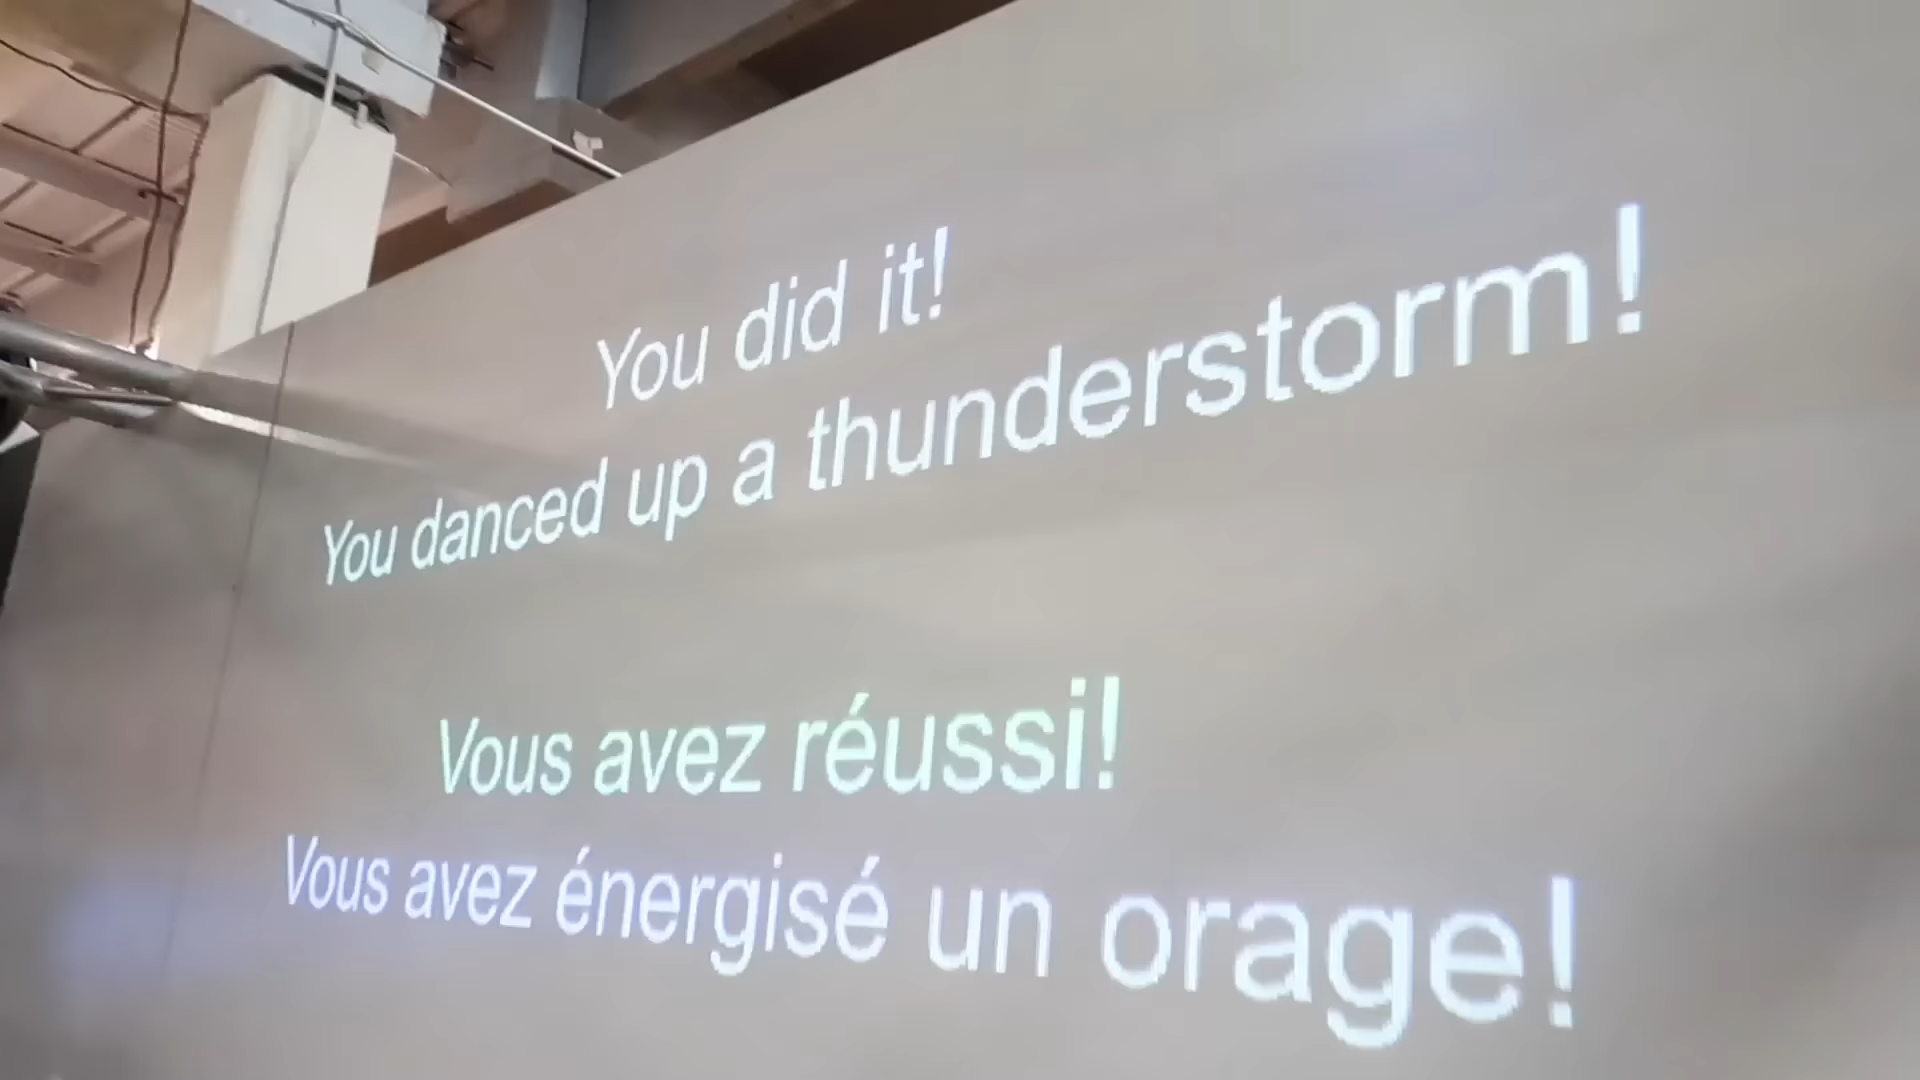 You did it!
You danced up a thunderstorm!
Vous avez réussi!
Vous avez énergisé un orage!